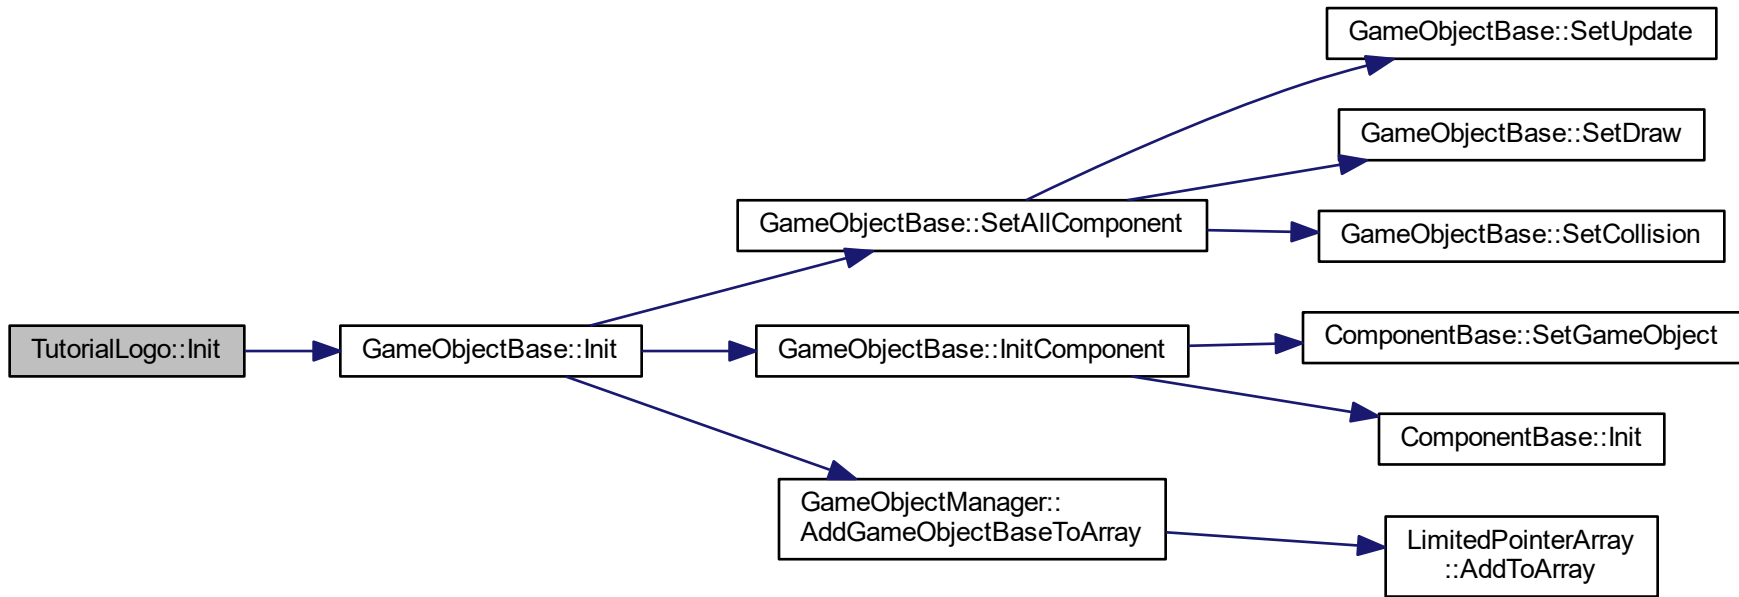 GameObjectBase::SetUpdate
GameObjectBase::SetDraw
GameObjectBase::SetAllComponent
GameObjectBase::SetCollision
TutorialLogo::Init
GameObjectBase::Init
GameObjectBase::InitComponent
ComponentBase::SetGameObject
ComponentBase::Init
GameObjectManager::
AddGameObjectBaseToArray
LimitedPointerArray
::AddToArray